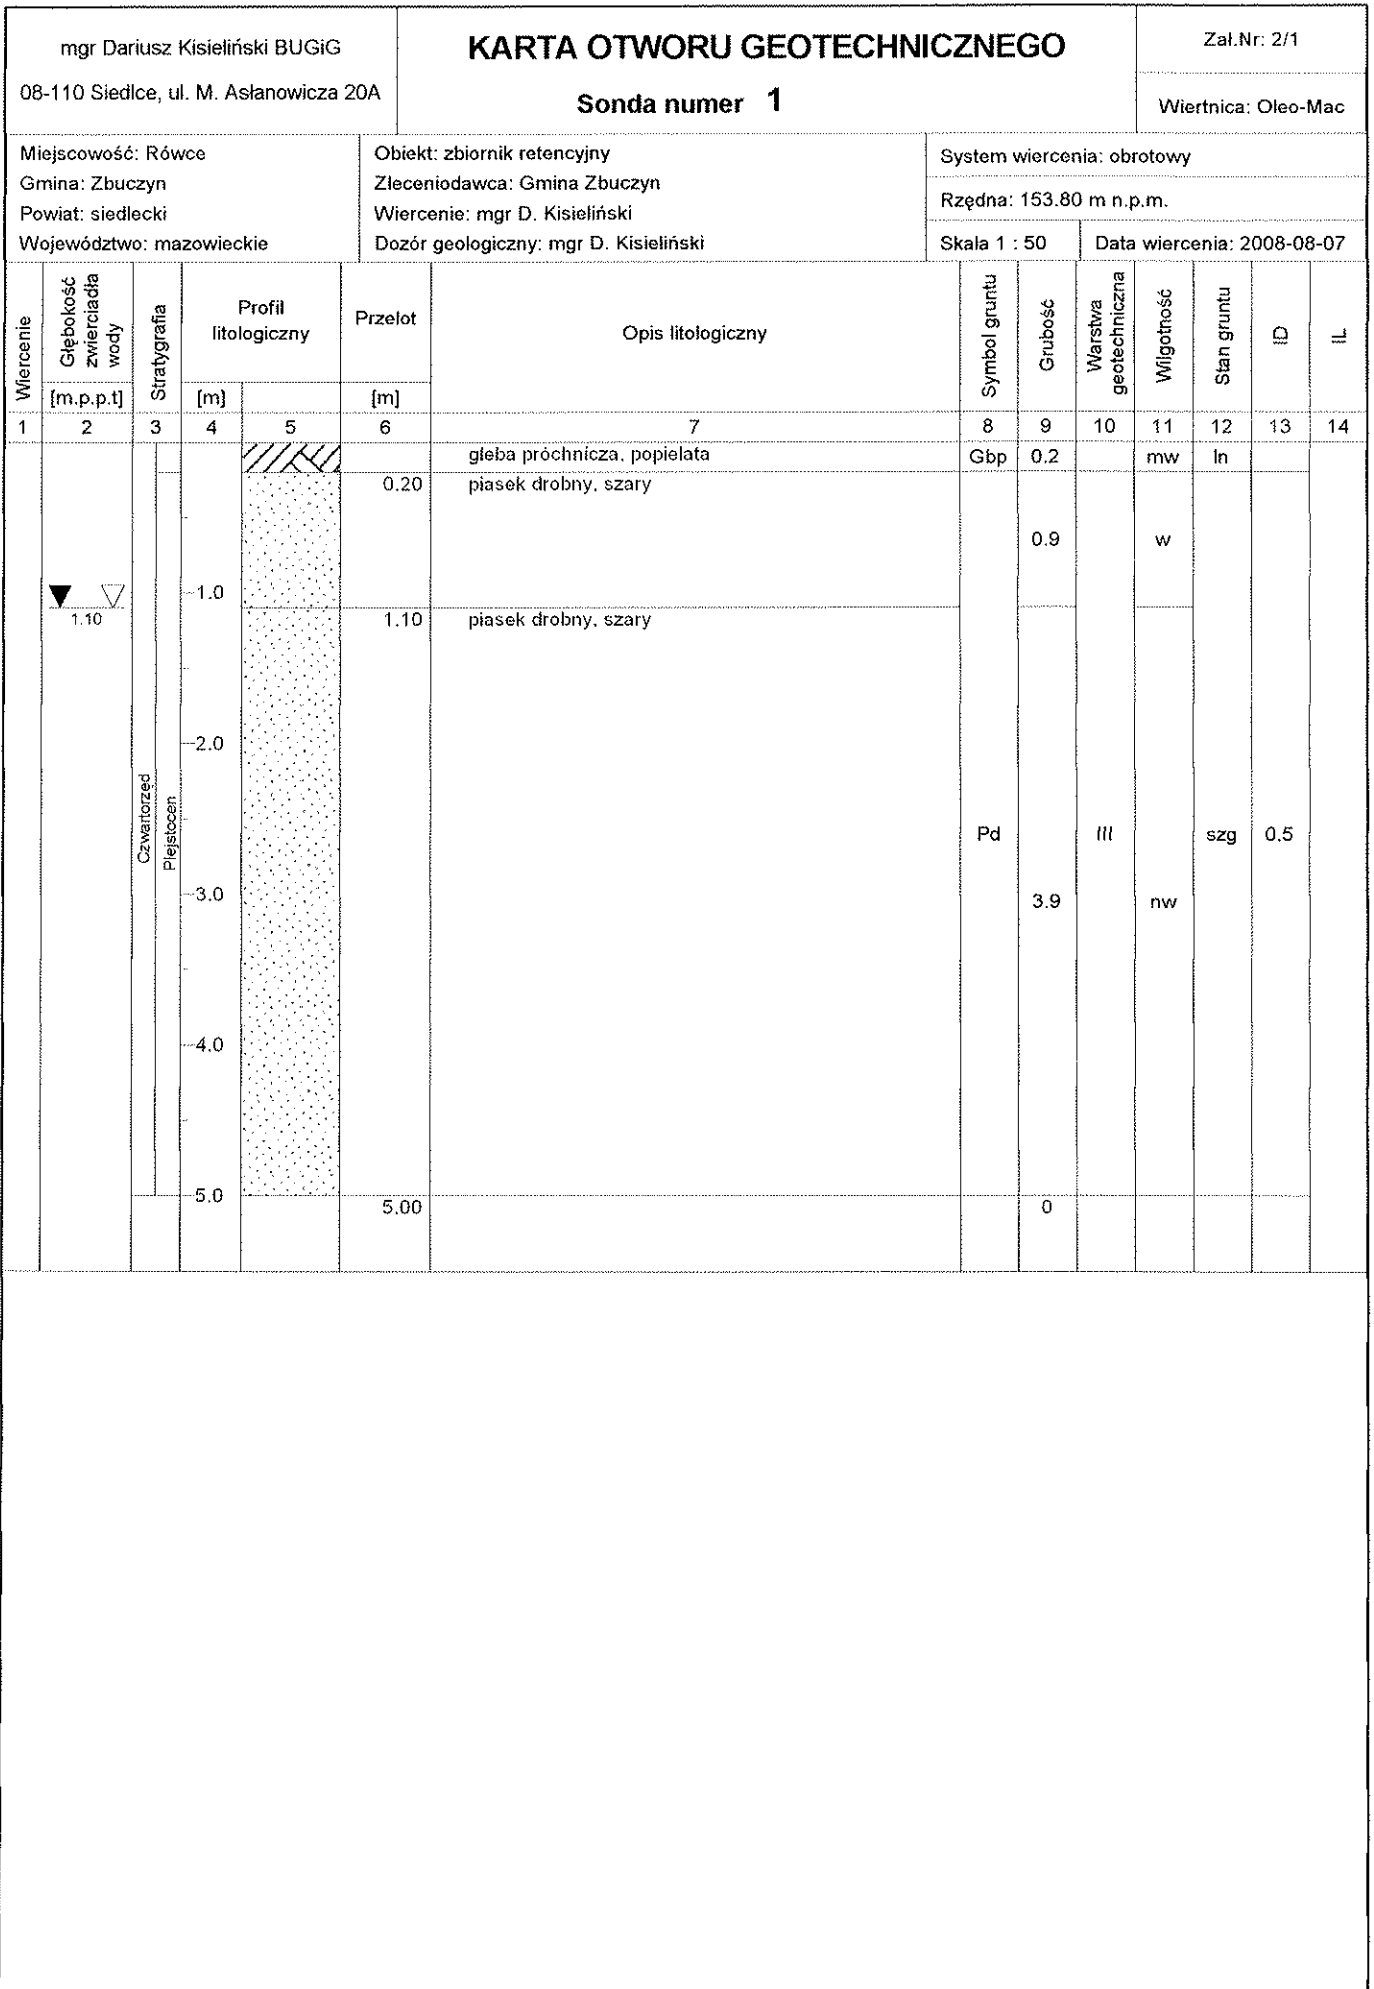 mgr Dariusz Kisieliński BUGiG
08-110 Siedlce, ul. M. Asłanowicza 20A
KARTA OTWORU GEOTECHNICZNEGO
Sonda numer 1
Zał.Nr: 2/1
Wiertnica: Oleo-Mac
Miejscowość: Rówce
Gmina: Zbuczyn
Powiat: siedlecki
Województwo: mazowieckie
Obiekt: zbiornik retencyjny
Zleceniodawca: Gmina Zbuczyn
Wiercenie: mgr D. Kisieliński
Dozór geologiczny: mgr D. Kisieliński
System wiercenia: obrotowy
Rzędna: 153.80 m n.p.m.
Skala 1 : 50
Data wiercenia: 2008-08-07
Wiercenie
Głębokość
zwierciadła
wody
[m.p.p.t]
Stratygrafia
Profil
litologiczny
[m]
Przelot
[m]
Opis litologiczny
Symbol gruntu
Grubość
Warstwa
geotechniczna
Wilgotność
Stan gruntu
ID
IL
1 2 3 4 5 6 7 8 9 10 11 12 13 14
gleba próchnicza, popielata Gbp 0.2 mw ln
0.20 piasek drobny, szary
0.9 w
1.0
1.10 1.10 piasek drobny, szary
2.0
Czwartorzęd
Plejstocen
Pd III szg 0.5
3.0 3.9 nw
4.0
5.0
5.00 0